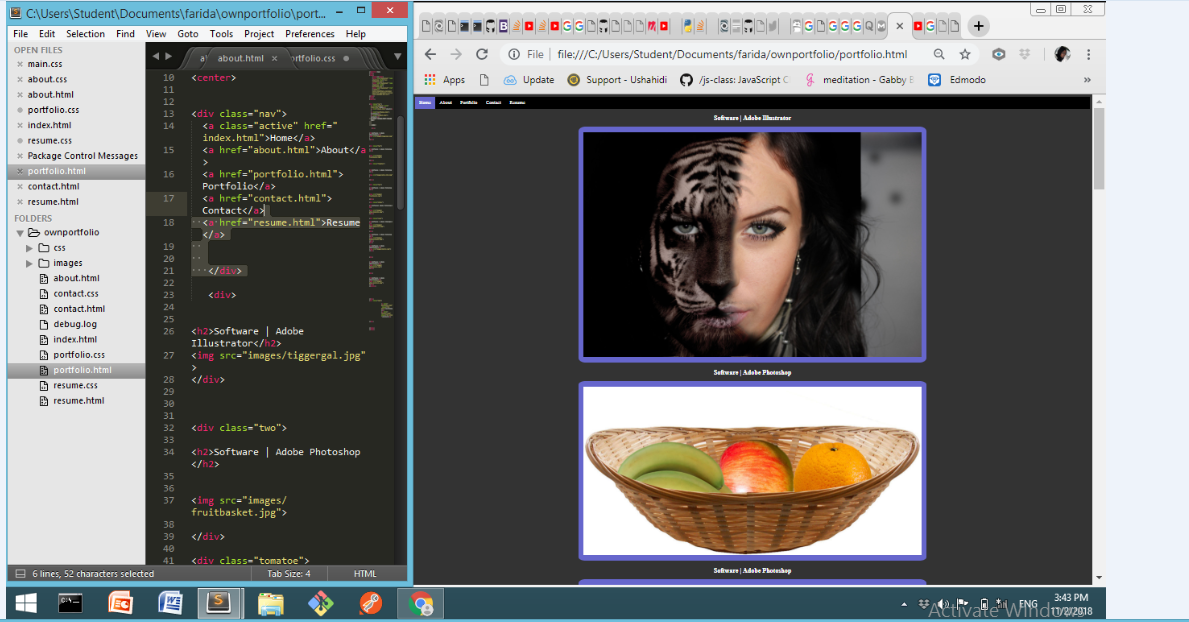 C:\Users\Student\Documents\farida\ownportfolio\port...
File Edit Selection Find View Goto Tools Project Preferences Help
OPEN FILES
main.css
about.css
about.html
portfolio.css
index.html
resume.css
Package Control Messages
portfolio.html
contact.html
resume.html
FOLDERS
ownportfolio
css
images
about.html
contact.css
contact.html
debug.log
index.html
portfolio.css
portfolio.html
resume.css
resume.html
about.html
10 <center>
11
12
13 <div class="nav">
14 <a class="active" href="
index.html">Home</a>
15 <a href="about.html">About</a
>
16 <a href="portfolio.html">
Portfolio</a>
17 <a href="contact.html">
Contact</a>
18 <a href="resume.html">Resume
</a>
19
20
21 </div>
22
23 <div>
24
25
26 <h2>Software | Adobe
Illustrator</h2>
27 <img src="images/tiggergal.jpg"
>
28 </div>
29
30
31
32 <div class="two">
33
34 <h2>Software | Adobe Photoshop
</h2>
35
36
37 <img src="images/
fruitbasket.jpg">
38
39 </div>
40
41 <div class="tomatoe">
6 lines, 52 characters selected Tab Size: 4 HTML
File file:///C:/Users/Student/Documents/farida/ownportfolio/portfolio.html
Apps Update Support - Ushahidi /js-class: JavaScript C meditation - Gabby B Edmodo
Home About Portfolio Contact Resume
Software | Adobe Illustrator
Software | Adobe Photoshop
Software | Adobe Photoshop
ENG
3:43 PM
11/2/2018
Activate Windows